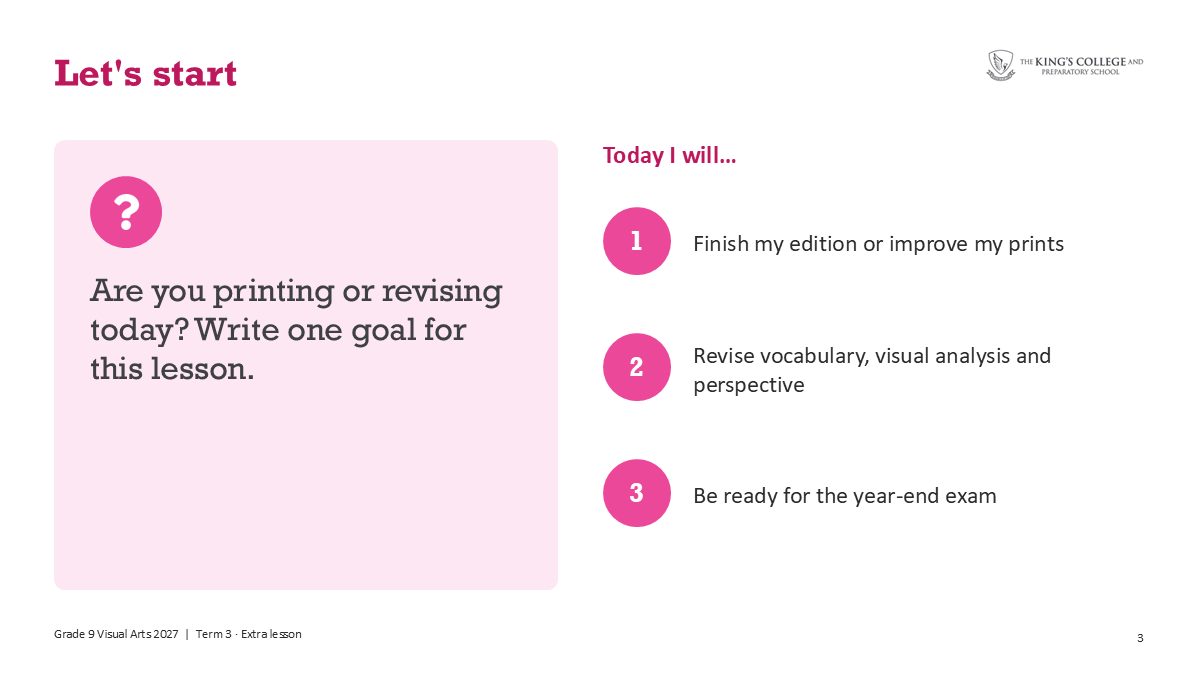 Let's start
THE KING'S COLLEGE AND
PREPARATORY SCHOOL
?
Are you printing or revising
today? Write one goal for
this lesson.
Today I will…
1
Finish my edition or improve my prints
2
Revise vocabulary, visual analysis and
perspective
3
Be ready for the year-end exam
Grade 9 Visual Arts 2027 | Term 3 · Extra lesson
3